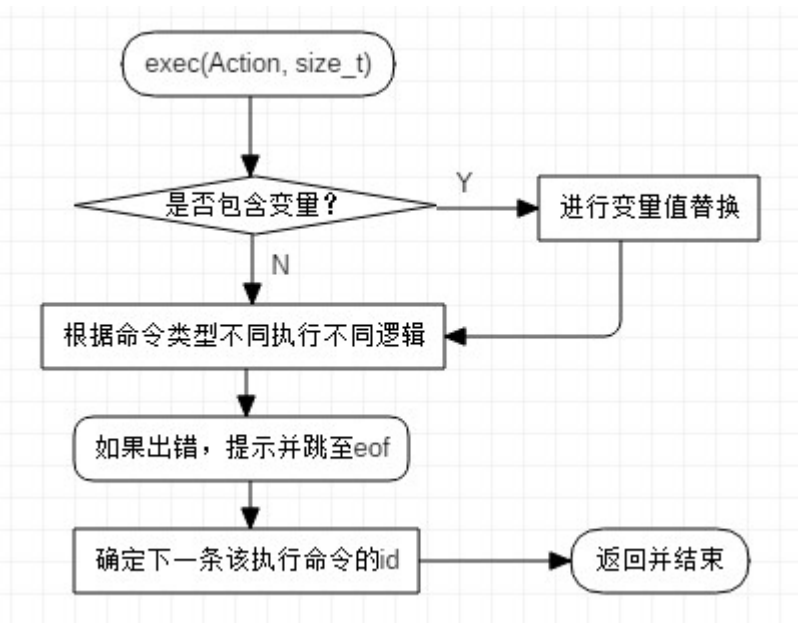 exec(Action, size_t)
是否包含变量？
Y
进行变量值替换
N
根据命令类型不同执行不同逻辑
如果出错，提示并跳至eof
确定下一条该执行命令的id
返回并结束